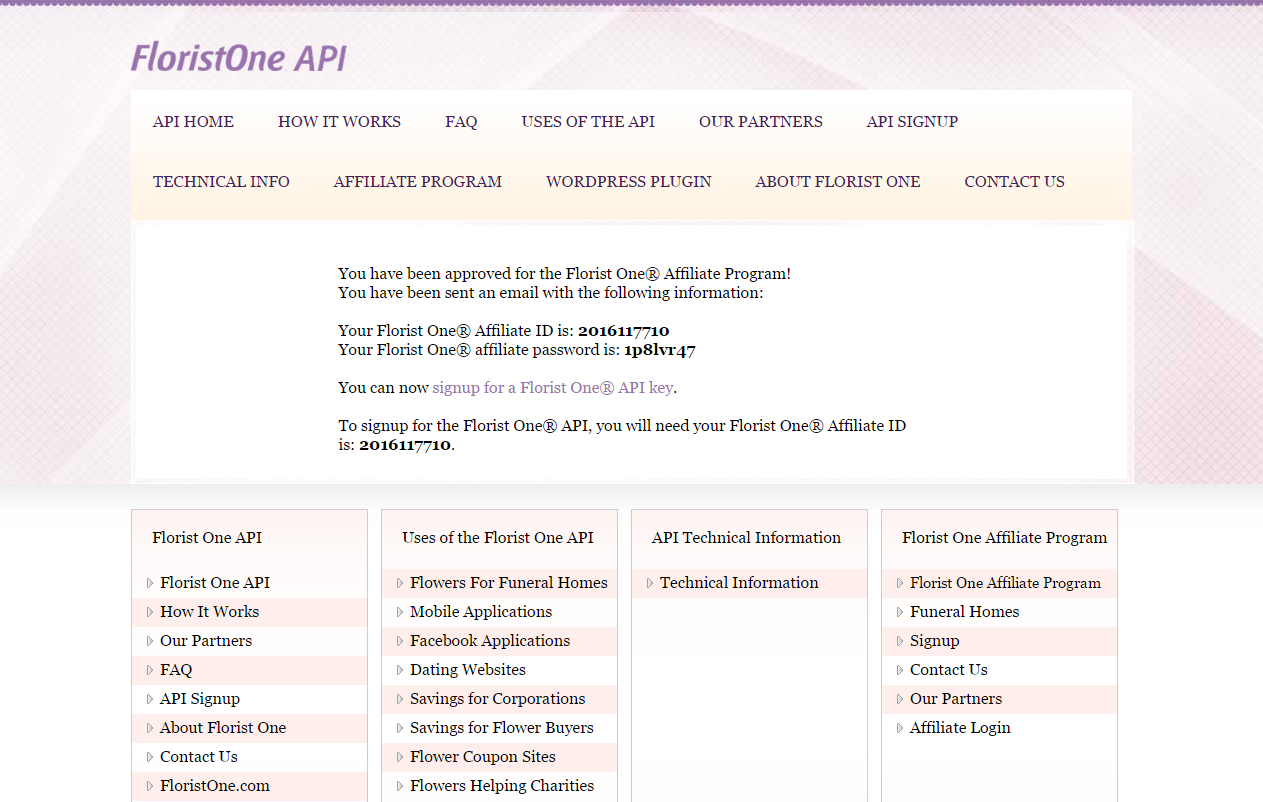 FloristOne API
API HOME HOW IT WORKS FAQ USES OF THE API OUR PARTNERS API SIGNUP
TECHNICAL INFO AFFILIATE PROGRAM WORDPRESS PLUGIN ABOUT FLORIST ONE CONTACT US
You have been approved for the Florist One® Affiliate Program!
You have been sent an email with the following information:
Your Florist One® Affiliate ID is: 2016117710
Your Florist One® affiliate password is: 1p8lvr47
You can now signup for a Florist One® API key.
To signup for the Florist One® API, you will need your Florist One® Affiliate ID
is: 2016117710.
Florist One API
Florist One API
How It Works
Our Partners
FAQ
API Signup
About Florist One
Contact Us
FloristOne.com
Uses of the Florist One API
Flowers For Funeral Homes
Mobile Applications
Facebook Applications
Dating Websites
Savings for Corporations
Savings for Flower Buyers
Flower Coupon Sites
Flowers Helping Charities
API Technical Information
Technical Information
Florist One Affiliate Program
Florist One Affiliate Program
Funeral Homes
Signup
Contact Us
Our Partners
Affiliate Login